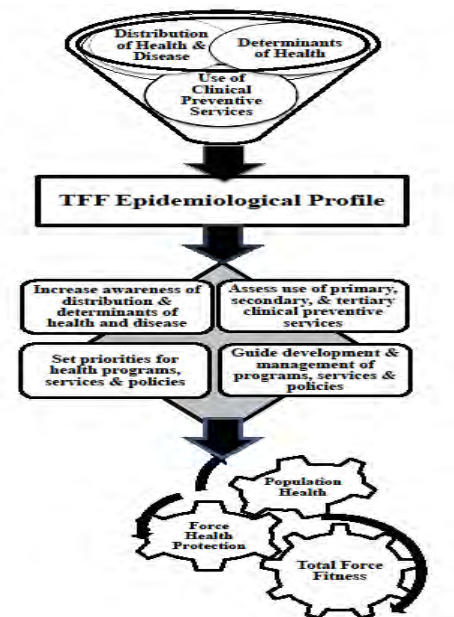 Distribution
of Health &
Disease
Determinants
of Health
Use of
Clinical
Preventive
Services
TFF Epidemiological Profile
Increase awareness of
distribution &
determinants of
health and disease
Assess use of primary,
secondary, & tertiary
clinical preventive
services
Set priorities for
health programs,
services & policies
Guide development &
management of
programs, services &
policies
Population
Health
Force
Health
Protection
Total Force
Fitness